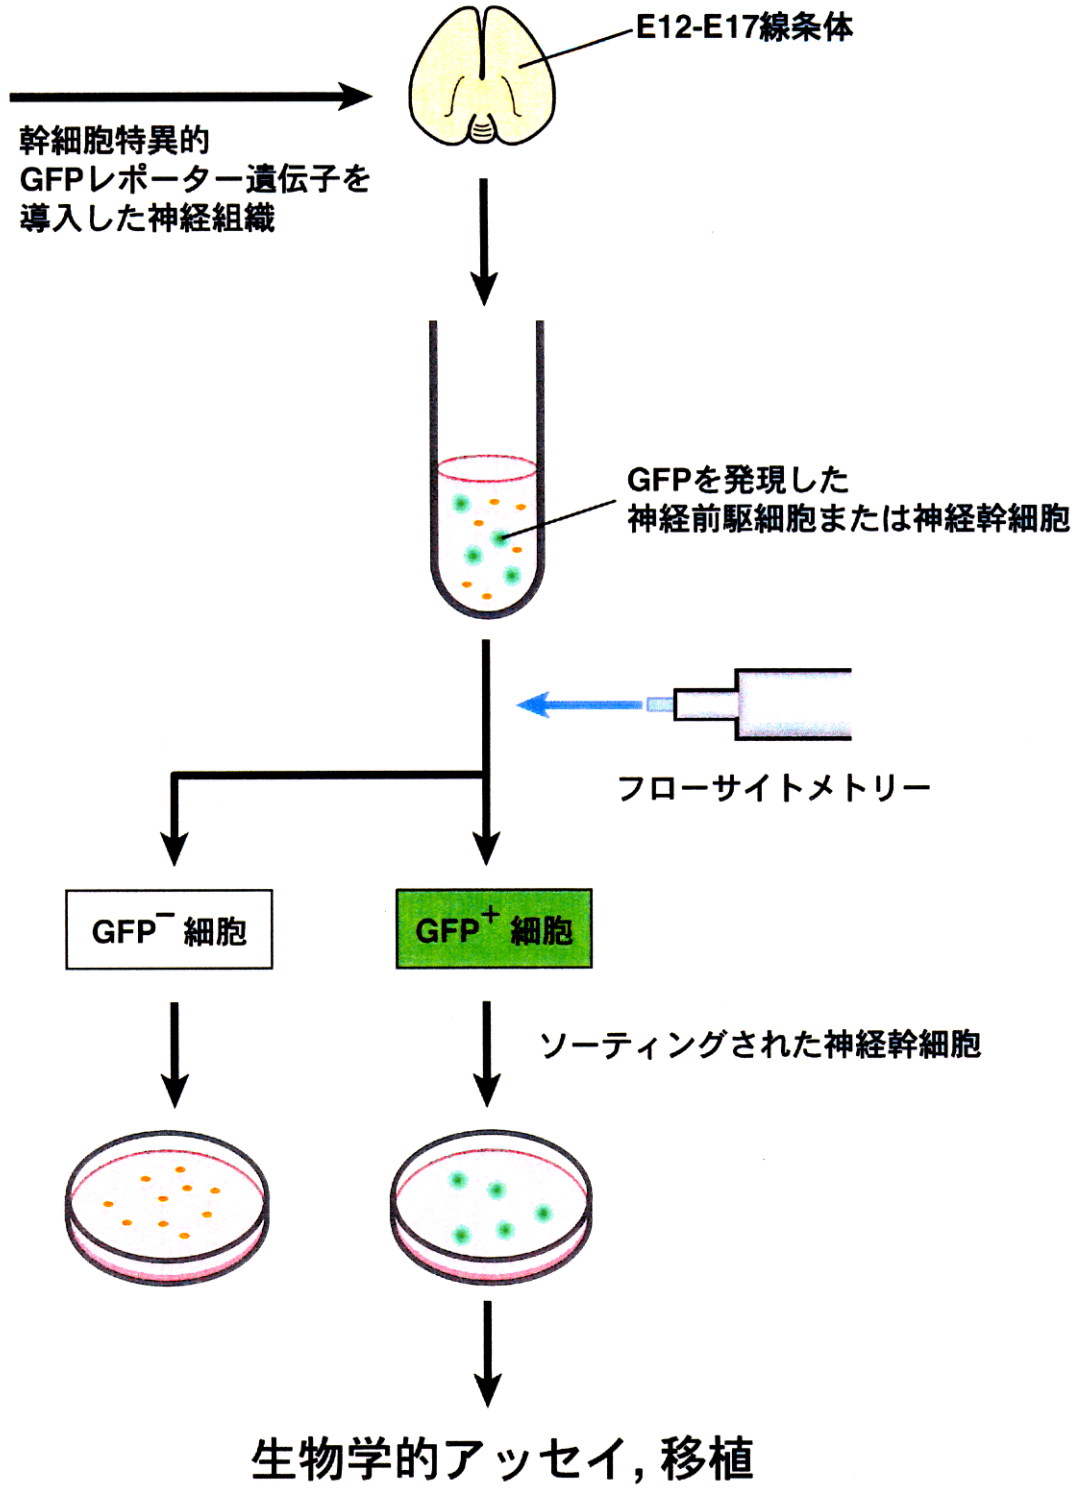 E12-E17線条体
幹細胞特異的
GFPレポーター遺伝子を
導入した神経組織
GFPを発現した
神経前駆細胞または神経幹細胞
フローサイトメトリー
GFP⁻ 細胞
GFP⁺ 細胞
ソーティングされた神経幹細胞
生物学的アッセイ, 移植